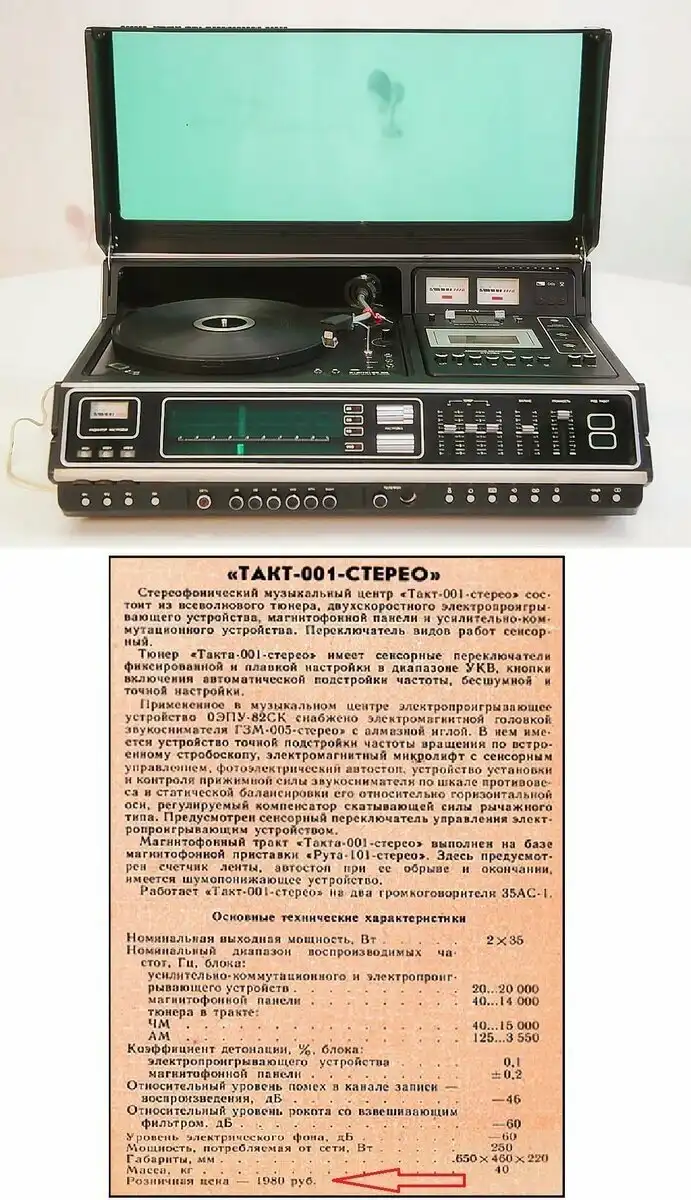 «ТАКТ-001-СТЕРЕО»
Стереофонический музыкальный центр «Такт-001-стерео» сос-
тоит из всеволнового тюнера, двухскоростного электропроигры-
вающего устройства, магнитофонной панели и усилительно-ком-
мутационного устройства. Переключатель видов работ сенсор-
ный.
Тюнер «Такта-001-стерео» имеет сенсорные переключатели
фиксированной и плавной настройки в диапазоне УКВ, кнопки
включения автоматической подстройки частоты, бесшумной и
точной настройки.
Примененное в музыкальном центре электропроигрывающее
устройство 0ЭПУ-82СК снабжено электромагнитной головкой
звукоснимателя ГЗМ-005-стерео» с алмазной иглой. В нем име-
ется устройство точной подстройки частоты вращения по встро-
енному стробоскопу, электромагнитный микролифт с сенсорным
управлением, фотоэлектрический автостоп, устройство установки
и контроля прижимной силы звукоснимателя по шкале противове-
са и статической балансировки его относительно горизонтальной
оси, регулируемый компенсатор скатывающей силы рычажного
типа. Предусмотрен сенсорный переключатель управления элект-
ропроигрывающим устройством.
Магнитофонный тракт «Такта-001-стерео» выполнен на базе
магнитофонной приставки «Рута-101-стерео». Здесь предусмот-
рен счетчик ленты, автостоп при ее обрыве и окончании,
имеется шумопонижающее устройство.
Работает «Такт-001-стерео» на два громкоговорителя 35АС-1.
Основные технические характеристики
Номинальная выходная мощность, Вт . . . . . 2×35
Номинальный диапазон воспроизводимых ча-
стот, Гц, блока:
усилительно-коммутационного и электропроиг-
рывающего устройств . . . . . 20...20 000
магнитофонной панели . . . . . 40...14 000
тюнера в тракте:
ЧМ . . . . . 40...15 000
АМ . . . . . 125...3 550
Коэффициент детонации, %, блока:
электропроигрывающего устройства . . . . . 0,1
магнитофонной панели . . . . . ±0,2
Относительный уровень помех в канале записи —
воспроизведения, дБ . . . . . —46
Относительный уровень рокота со взвешивающим
фильтром, дБ . . . . . —60
Уровень электрического фона, дБ . . . . . —60
Мощность, потребляемая от сети, Вт . . . . . 250
Габариты, мм . . . . . 650×460×220
Масса, кг . . . . . 40
Розничная цена — 1980 руб.